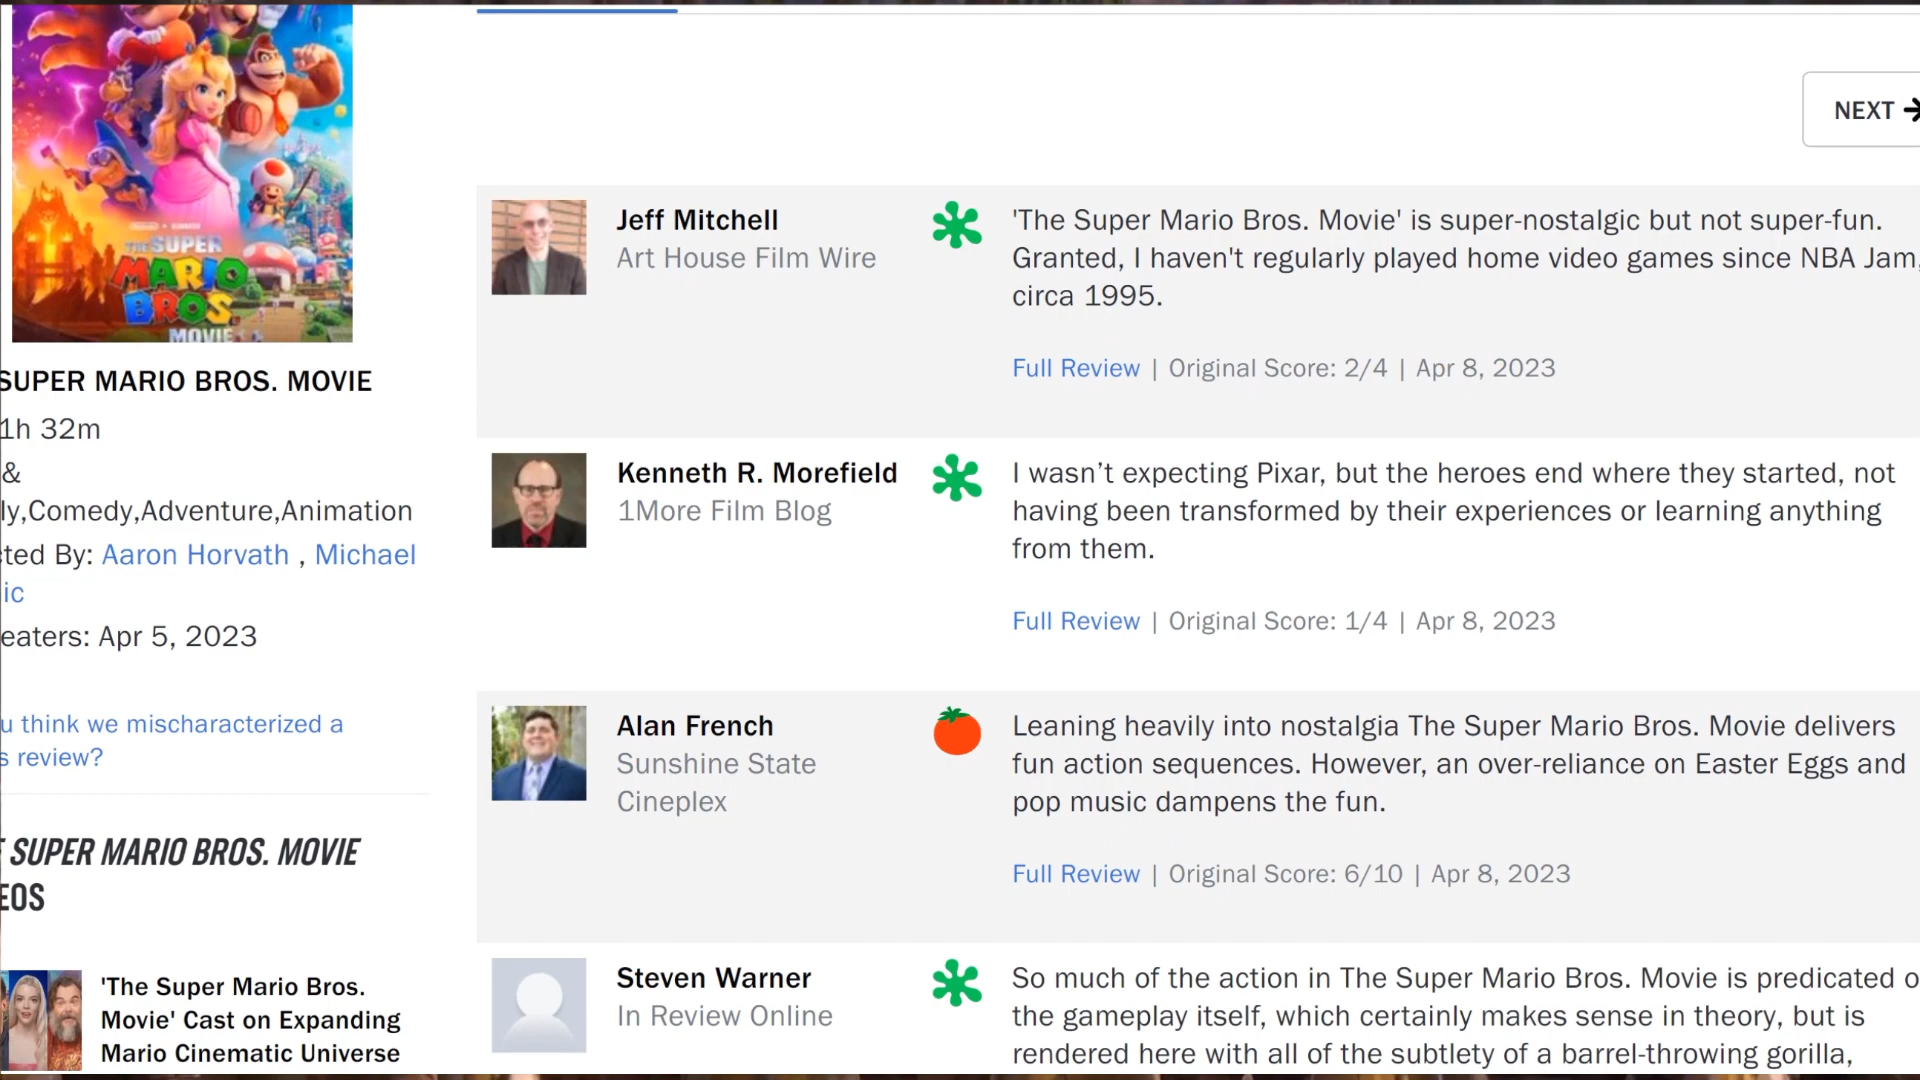 THE SUPER
MARIO
BROS.
MOVIE
SUPER MARIO BROS. MOVIE
1h 32m
&
ly,Comedy,Adventure,Animation
cted By: Aaron Horvath , Michael
ic
eaters: Apr 5, 2023
u think we mischaracterized a
s review?
E SUPER MARIO BROS. MOVIE
EOS
'The Super Mario Bros.
Movie' Cast on Expanding
Mario Cinematic Universe
NEXT →
Jeff Mitchell
Art House Film Wire
'The Super Mario Bros. Movie' is super-nostalgic but not super-fun.
Granted, I haven't regularly played home video games since NBA Jam,
circa 1995.
Full Review | Original Score: 2/4 | Apr 8, 2023
Kenneth R. Morefield
1More Film Blog
I wasn’t expecting Pixar, but the heroes end where they started, not
having been transformed by their experiences or learning anything
from them.
Full Review | Original Score: 1/4 | Apr 8, 2023
Alan French
Sunshine State
Cineplex
Leaning heavily into nostalgia The Super Mario Bros. Movie delivers
fun action sequences. However, an over-reliance on Easter Eggs and
pop music dampens the fun.
Full Review | Original Score: 6/10 | Apr 8, 2023
Steven Warner
In Review Online
So much of the action in The Super Mario Bros. Movie is predicated o
the gameplay itself, which certainly makes sense in theory, but is
rendered here with all of the subtlety of a barrel-throwing gorilla,